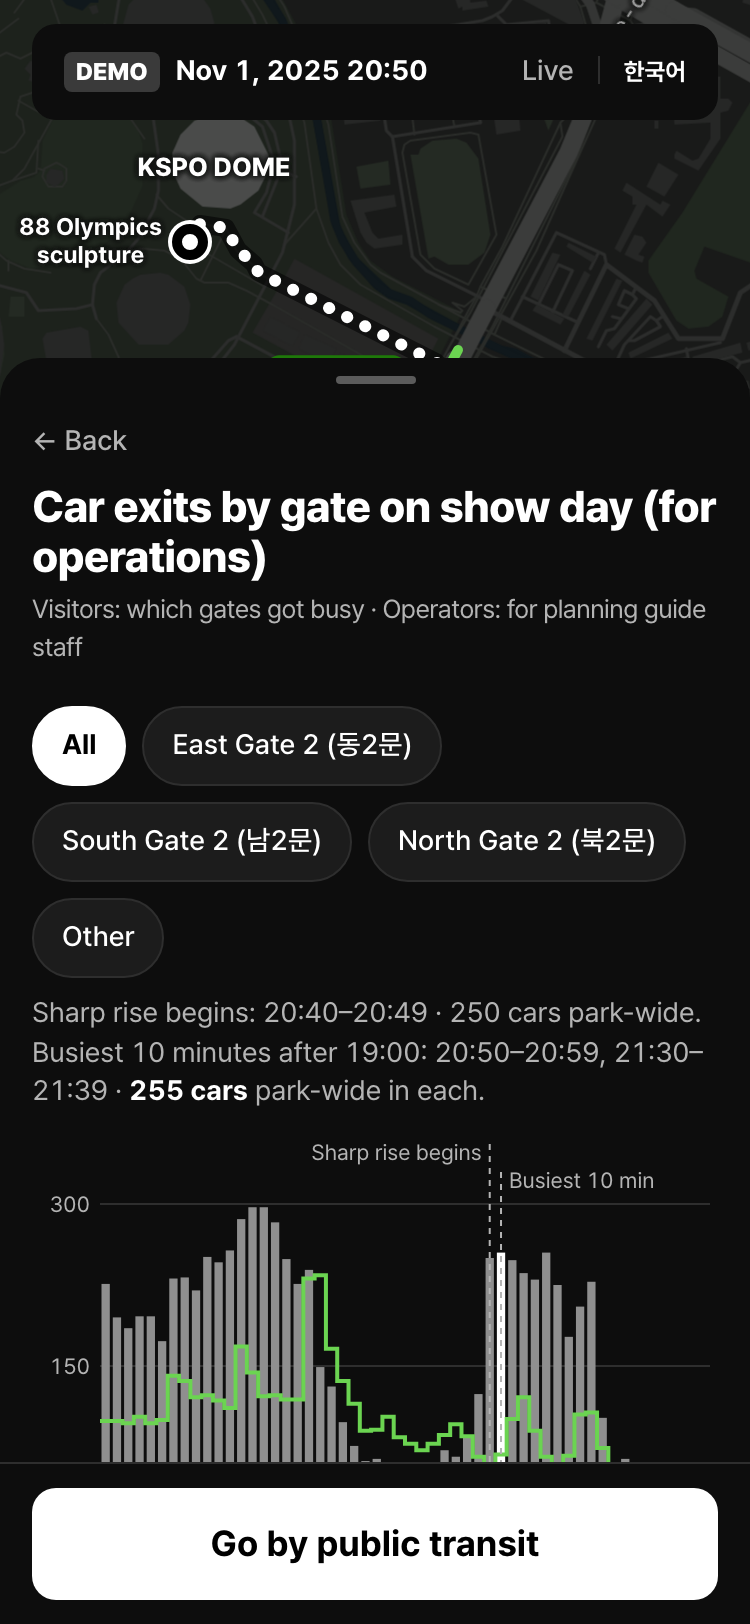 DEMO Nov 1, 2025 20:50 Live 한국어
KSPO DOME
88 Olympics
sculpture
← Back
Car exits by gate on show day (for
operations)
Visitors: which gates got busy · Operators: for planning guide
staff
All East Gate 2 (동2문)
South Gate 2 (남2문) North Gate 2 (북2문)
Other
Sharp rise begins: 20:40–20:49 · 250 cars park-wide.
Busiest 10 minutes after 19:00: 20:50–20:59, 21:30–
21:39 · 255 cars park-wide in each.
Sharp rise begins
Busiest 10 min
300
150
Go by public transit